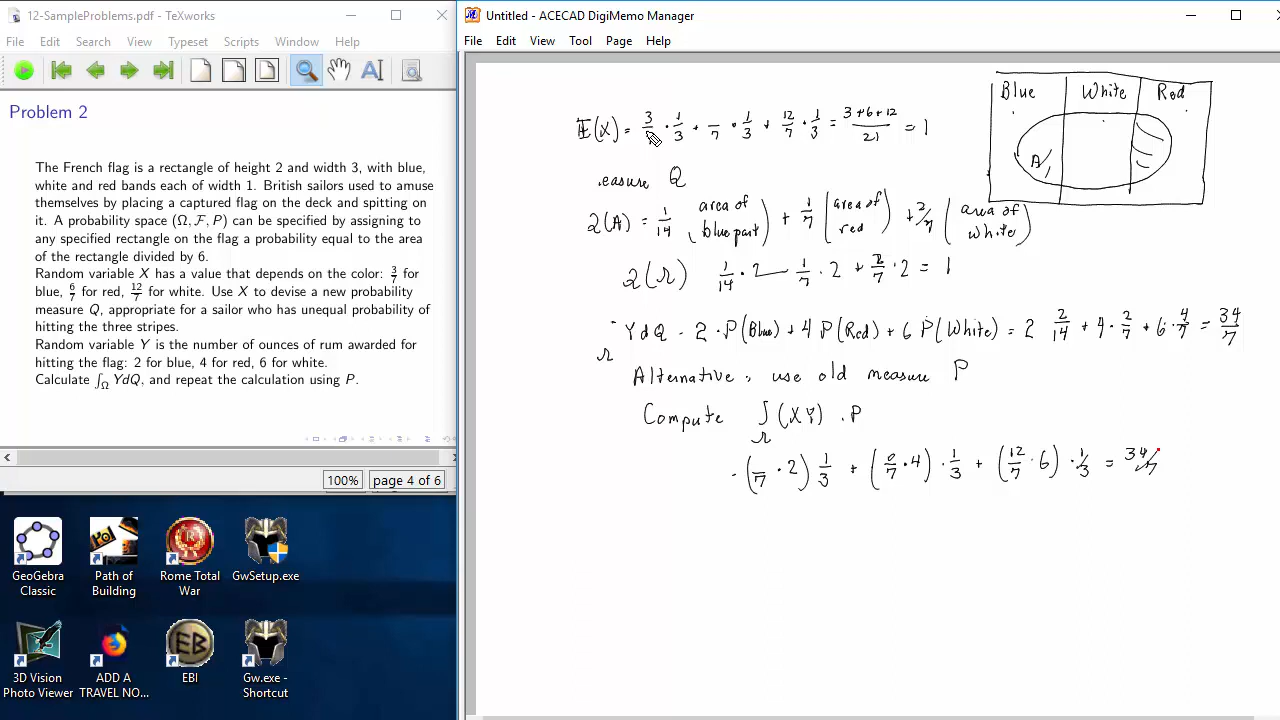 12-SampleProblems.pdf - TeXworks
File Edit Search Typeset Scripts Window Help
Problem 2
The French flag is a rectangle of height 2 and width 3, with blue,
white and red bands each of width 1. British sailors used to amuse
themselves by placing a captured flag on the deck and spitting on
it. A probability space (Ω, F, P) can be specified by assigning to
any specified rectangle on the flag a probability equal to the area
of the rectangle divided by 6.
Random variable X has a value that depends on the color: 3/7 for
blue, 6/7 for red, 12/7 for white. Use X to devise a new probability
measure Q, appropriate for a sailor who has unequal probability of
hitting the three stripes.
Random variable Y is the number of ounces of rum awarded for
hitting the flag: 2 for blue, 4 for red, 6 for white.
Calculate ∫Ω YdQ, and repeat the calculation using P.
100% page 4 of 6
GeoGebra Classic
Path of Building
Rome Total War
GwSetup.exe
3D Vision Photo Viewer
ADD A TRAVEL NO...
EBI
Gw.exe - Shortcut
Untitled - ACECAD DigiMemo Manager
File Edit View Tool Page Help
Blue White Red
A
E(X) = 3/7 · 1/3 + /7 · 1/3 + 12/7 · 1/3 = 3+6+12/21 = 1
easure Q
2(A) = 1/14 (area of blue part) + 1/7 (area of red) + 2/7 (area of white)
2(Ω) 1/14 · 2 — 1/7 · 2 + 2/7 · 2 = 1
Ω YdQ - 2 · P(Blue) + 4 P(Red) + 6 P(White) = 2 2/14 + 4 · 2/7 + 6 · 4/7 = 34/7
Alternative, use old measure P
Compute ∫Ω (XY) . P
- (/7 · 2) 1/3 + (/7 · 4) · 1/3 + (12/7 · 6) · 1/3 = 34/7